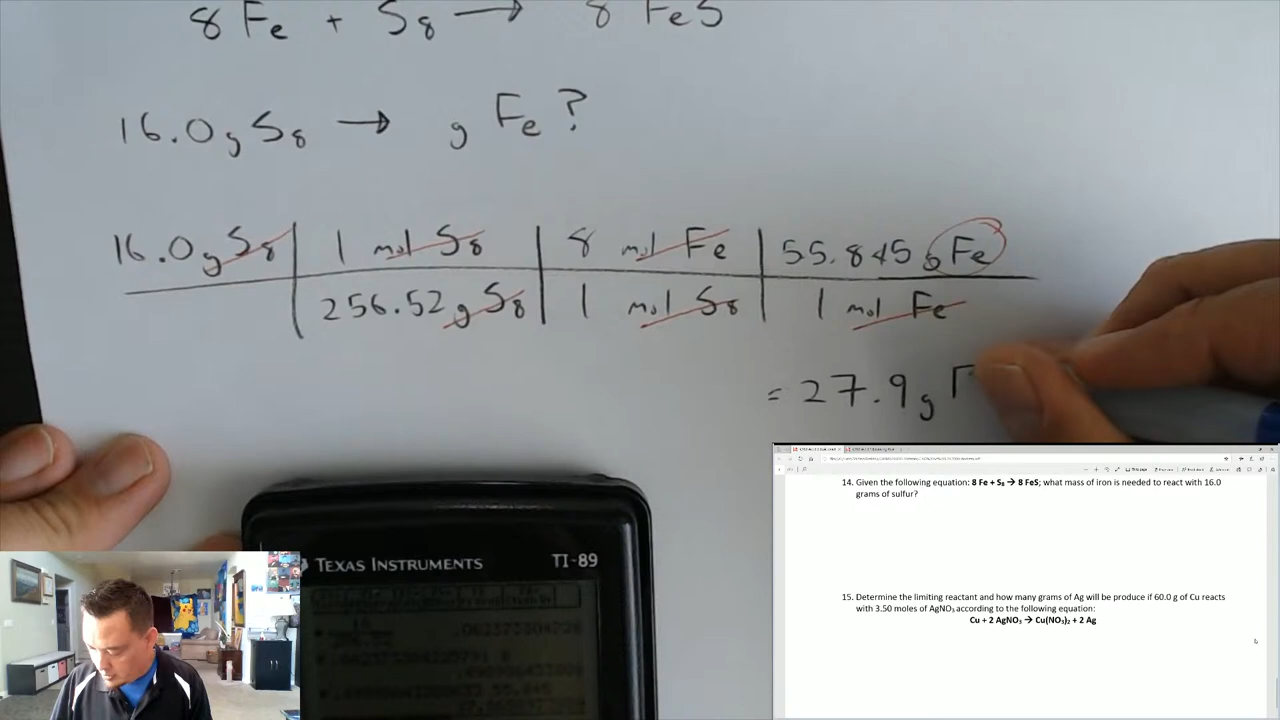 8 Fe + S8 → 8 FeS
16.0g S8 → g Fe?
16.0g S8 | 1 mol S8 | 8 mol Fe | 55.845 g Fe
256.52 g S8 | 1 mol S8 | 1 mol Fe
= 27.9 g
TEXAS INSTRUMENTS TI-89
14. Given the following equation: 8 Fe + S₈ → 8 FeS; what mass of iron is needed to react with 16.0
grams of sulfur?
15. Determine the limiting reactant and how many grams of Ag will be produce if 60.0 g of Cu reacts
with 3.50 moles of AgNO₃ according to the following equation:
Cu + 2 AgNO₃ → Cu(NO₃)₂ + 2 Ag